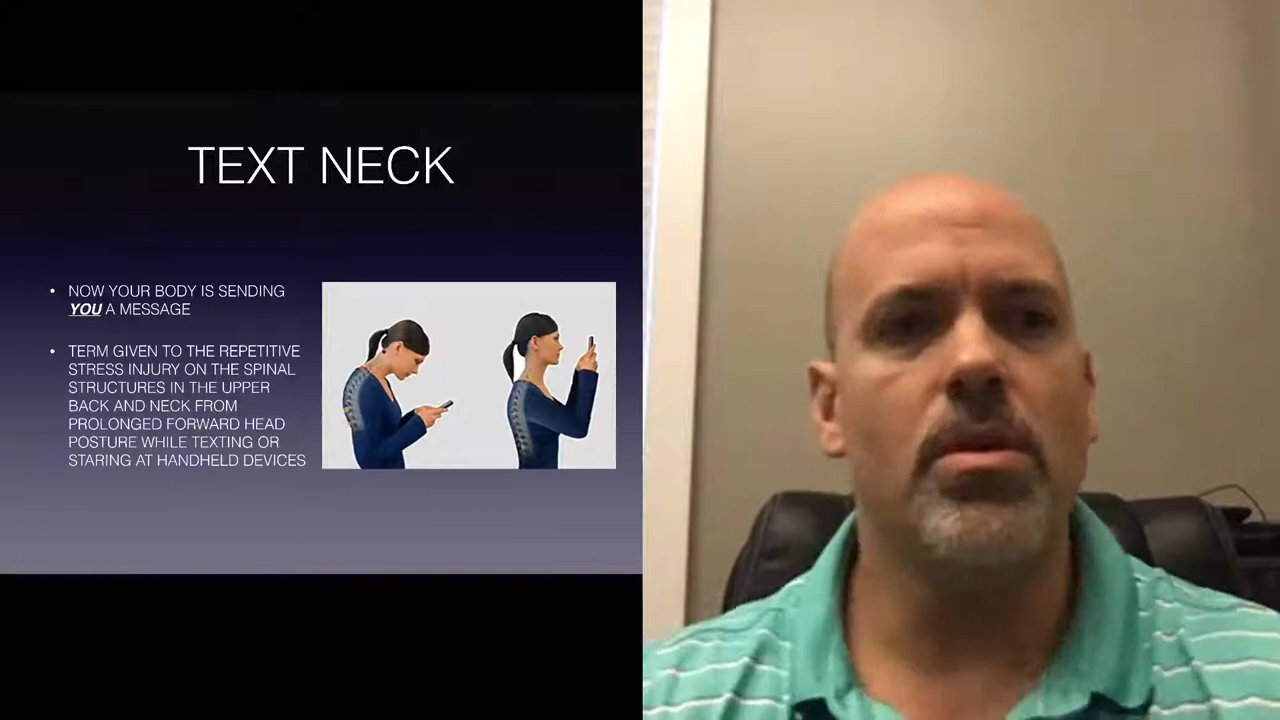 TEXT NECK
• NOW YOUR BODY IS SENDING
YOU A MESSAGE
• TERM GIVEN TO THE REPETITIVE
STRESS INJURY ON THE SPINAL
STRUCTURES IN THE UPPER
BACK AND NECK FROM
PROLONGED FORWARD HEAD
POSTURE WHILE TEXTING OR
STARING AT HANDHELD DEVICES